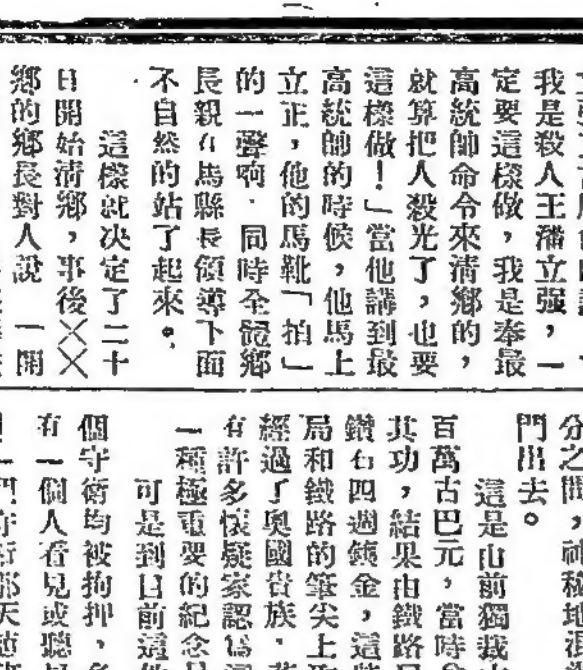 我是殺人王潘立强，一
定要這樣做，我是奉最
高統帥命令來清鄉的，
就算把人殺光了，也要
這樣做！」當他講到最
高統帥的時候，他馬上
立正，他的馬靴「拍」
的一聲响．同時全體鄉
長親在馬縣長領導下面
不自然的站了起來。
這樣就決定了二十
日開始清鄉，事後××
鄉的鄉長對人說 「開
分之間，神秘地
門出去。
這是山前獨裁
百萬古巴元，當時
其功，結果由鐵路
鑽石四週鑲金，這
局和鐵路的筆尖上
經過了奧國貴族，
有許多懷疑家認為
一種極重要的紀念
可是到目前這
個守衛均被拘押，
有一個人看見或聽